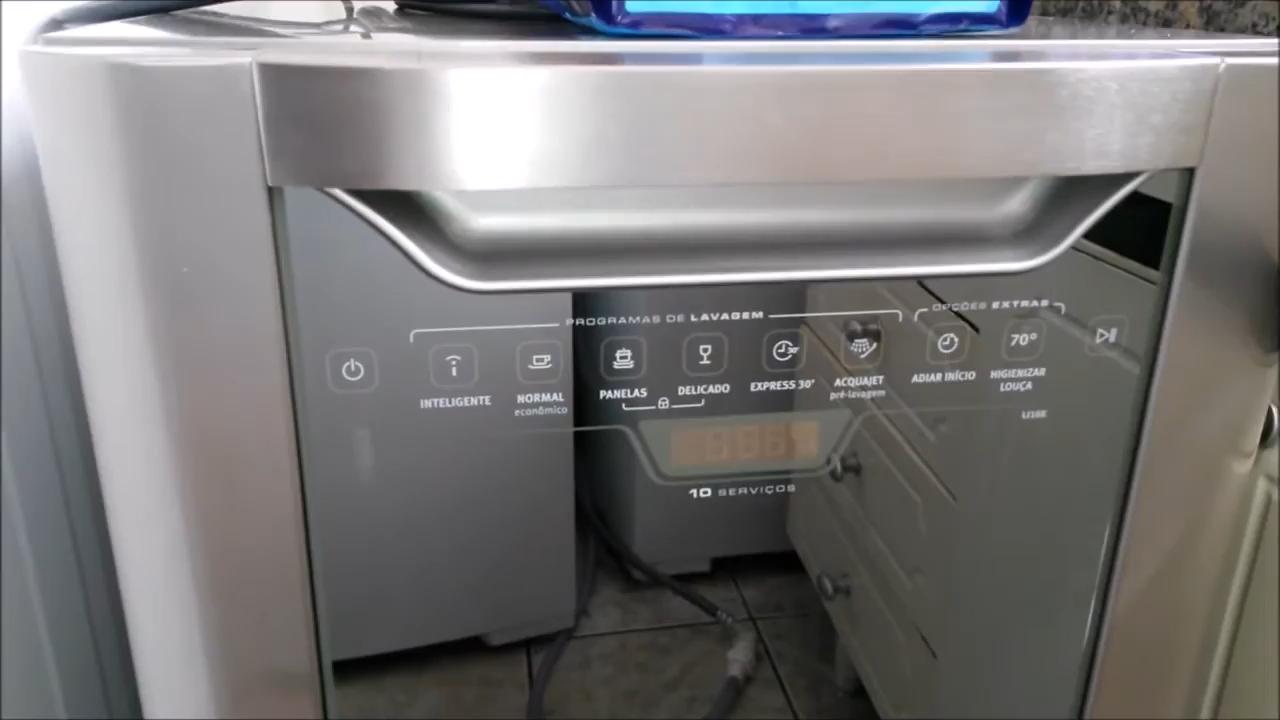 PROGRAMAS DE LAVAGEM
OPÇÕES EXTRAS
INTELIGENTE
NORMAL
econômico
PANELAS
DELICADO
30'
EXPRESS 30'
ACQUAJET
pré-lavagem
ADIAR INÍCIO
70°
HIGIENIZAR
LOUÇA
10 SERVIÇOS